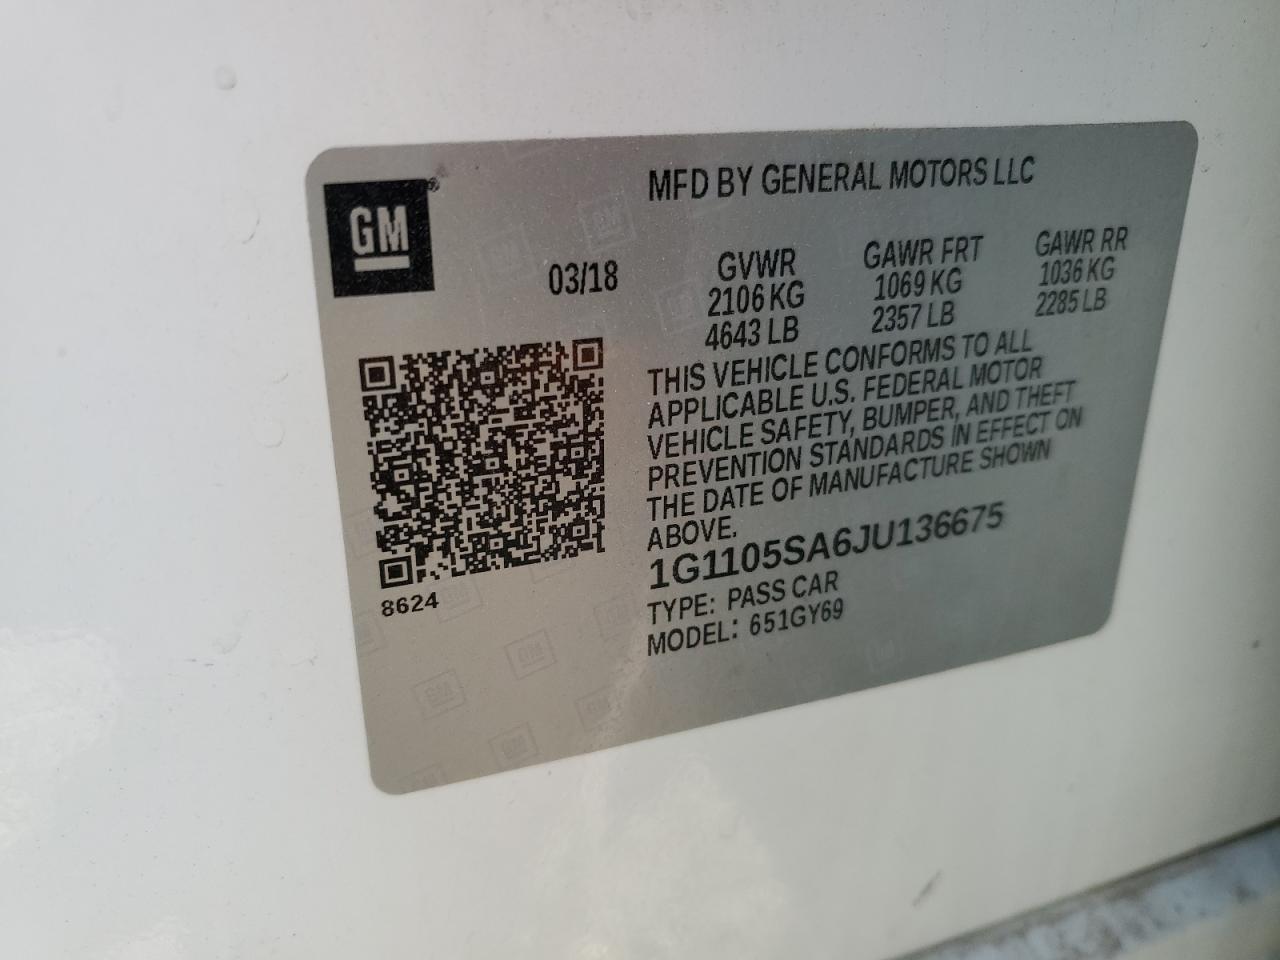 GM
MFD BY GENERAL MOTORS LLC
03/18
GVWR
2106 KG
4643 LB
GAWR FRT
1069 KG
2357 LB
GAWR RR
1036 KG
2285 LB
THIS VEHICLE CONFORMS TO ALL
APPLICABLE U.S. FEDERAL MOTOR
VEHICLE SAFETY, BUMPER, AND THEFT
PREVENTION STANDARDS IN EFFECT ON
THE DATE OF MANUFACTURE SHOWN
ABOVE.
1G1105SA6JU136675
TYPE: PASS CAR
MODEL: 651GY69
8624